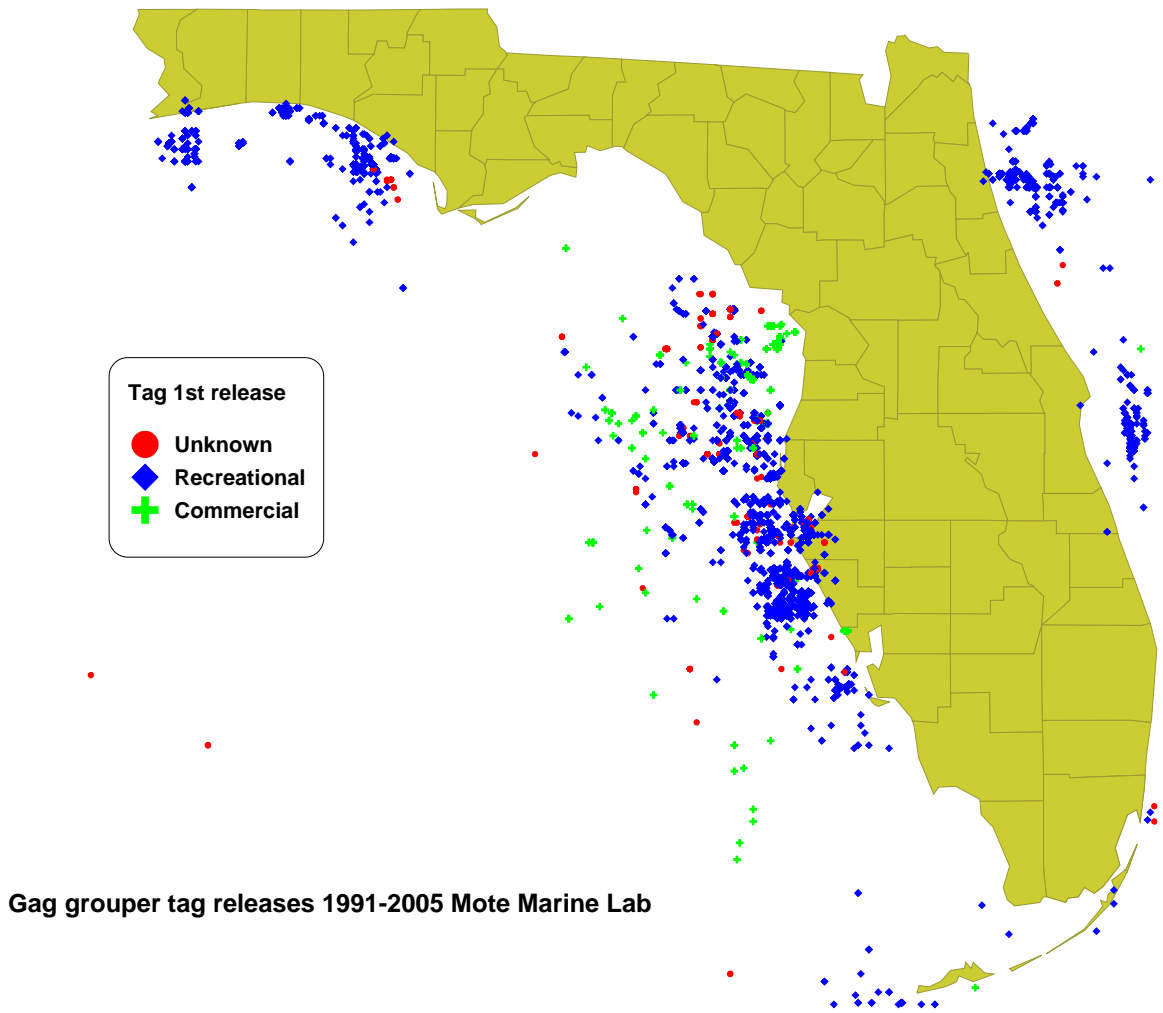 Tag 1st release
Unknown
Recreational
Commercial
Gag grouper tag releases 1991-2005 Mote Marine Lab